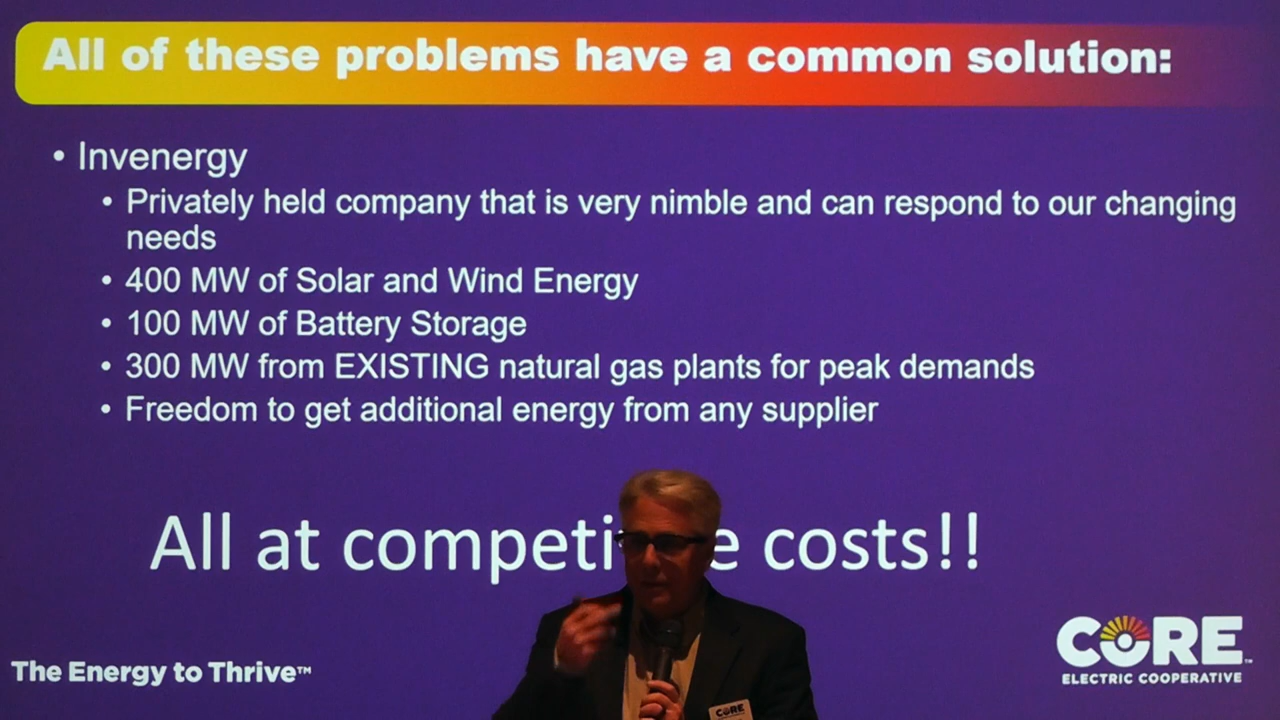 All of these problems have a common solution:
• Invenergy
• Privately held company that is very nimble and can respond to our changing
needs
• 400 MW of Solar and Wind Energy
• 100 MW of Battery Storage
• 300 MW from EXISTING natural gas plants for peak demands
• Freedom to get additional energy from any supplier
All at costs!!
The Energy to Thrive™
CORE™
ELECTRIC COOPERATIVE
CORE